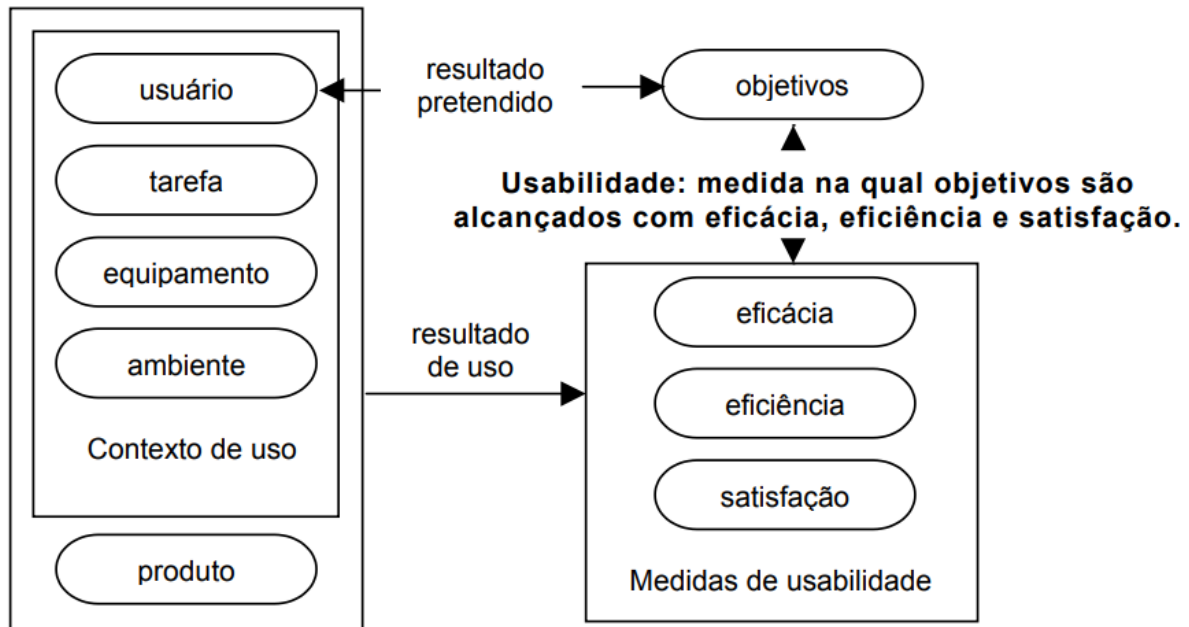 usuário
tarefa
equipamento
ambiente
Contexto de uso
produto
resultado
pretendido
objetivos
Usabilidade: medida na qual objetivos são
alcançados com eficácia, eficiência e satisfação.
resultado
de uso
eficácia
eficiência
satisfação
Medidas de usabilidade